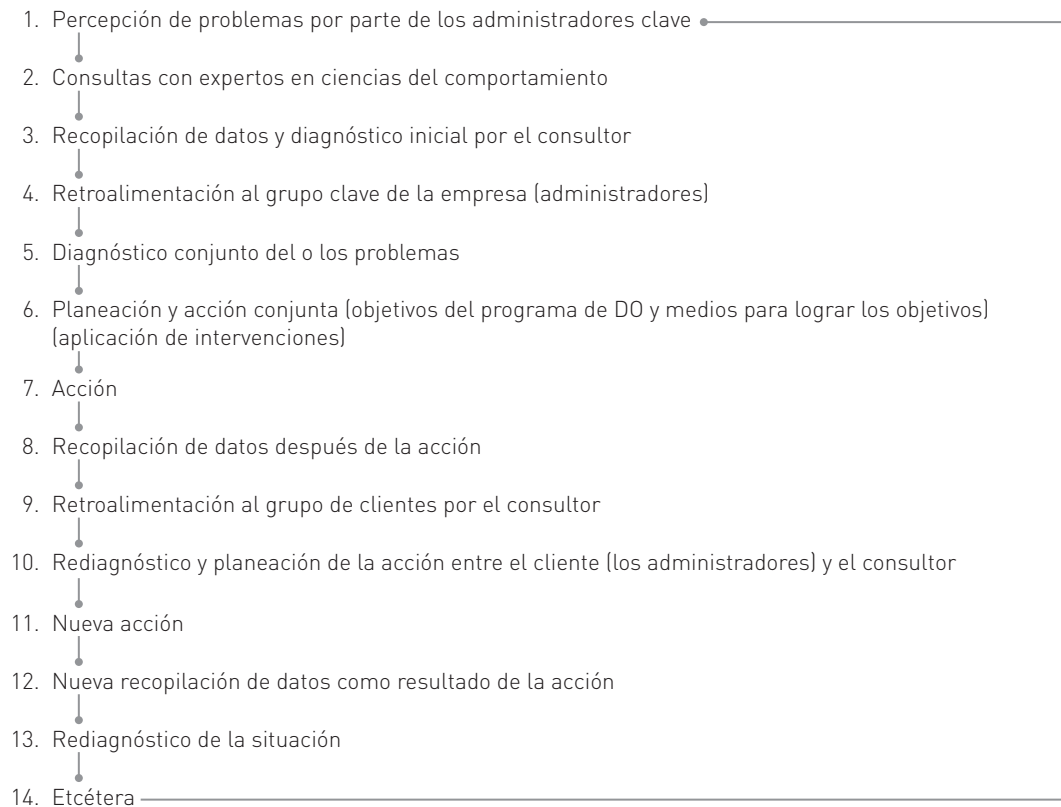 1. Percepción de problemas por parte de los administradores clave
2. Consultas con expertos en ciencias del comportamiento
3. Recopilación de datos y diagnóstico inicial por el consultor
4. Retroalimentación al grupo clave de la empresa (administradores)
5. Diagnóstico conjunto del o los problemas
6. Planeación y acción conjunta (objetivos del programa de DO y medios para lograr los objetivos)
(aplicación de intervenciones)
7. Acción
8. Recopilación de datos después de la acción
9. Retroalimentación al grupo de clientes por el consultor
10. Rediagnóstico y planeación de la acción entre el cliente (los administradores) y el consultor
11. Nueva acción
12. Nueva recopilación de datos como resultado de la acción
13. Rediagnóstico de la situación
14. Etcétera